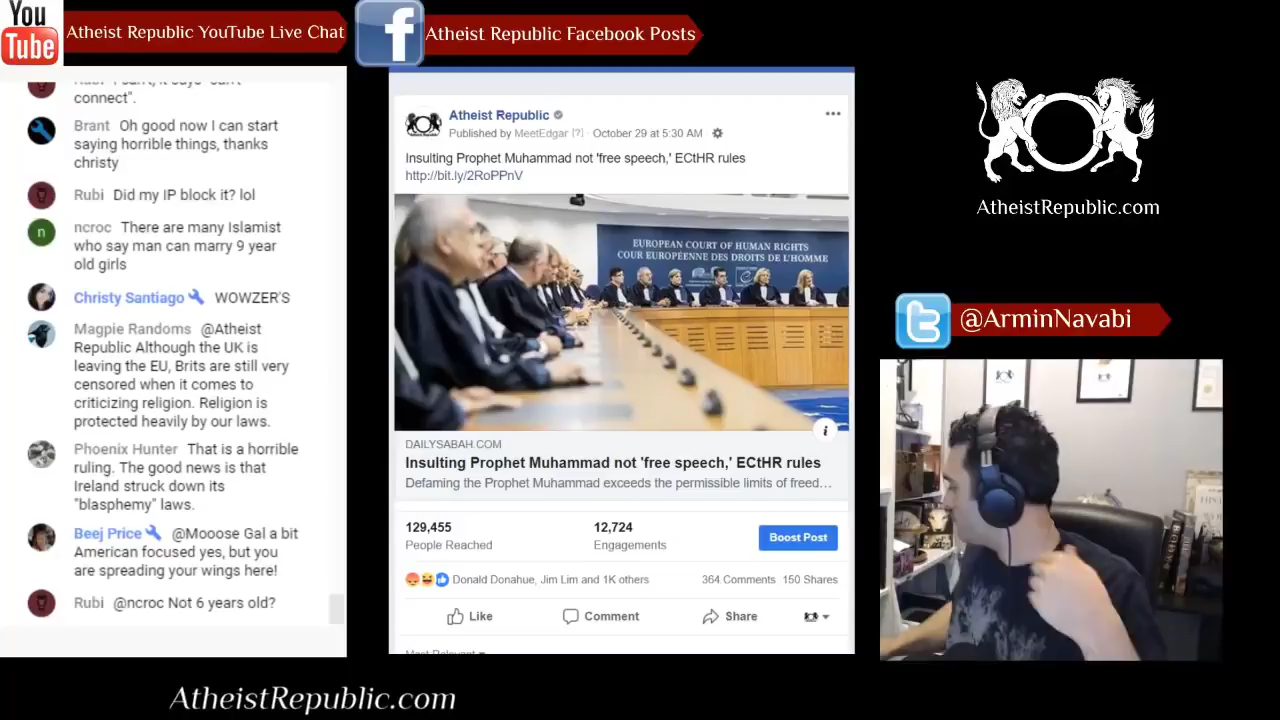 You
Tube
Atheist Republic YouTube Live Chat
f
Atheist Republic Facebook Posts
connect".
Brant Oh good now I can start
saying horrible things, thanks
christy
Rubi Did my IP block it? lol
n
ncroc There are many Islamist
who say man can marry 9 year
old girls
Christy Santiago WOWZER'S
Magpie Randoms @Atheist
Republic Although the UK is
leaving the EU, Brits are still very
censored when it comes to
criticizing religion. Religion is
protected heavily by our laws.
Phoenix Hunter That is a horrible
ruling. The good news is that
Ireland struck down its
"blasphemy" laws.
Beej Price @Mooose Gal a bit
American focused yes, but you
are spreading your wings here!
Rubi @ncroc Not 6 years old?
Atheist Republic
Published by MeetEdgar [?] · October 29 at 5:30 AM ·
Insulting Prophet Muhammad not 'free speech,' ECtHR rules
http://bit.ly/2RoPPnV
EUROPEAN COURT OF HUMAN RIGHTS
COUR EUROPÉENNE DES DROITS DE L'HOMME
i
DAILYSABAH.COM
Insulting Prophet Muhammad not 'free speech,' ECtHR rules
Defaming the Prophet Muhammad exceeds the permissible limits of freed...
129,455
People Reached
12,724
Engagements
Boost Post
Donald Donahue, Jim Lim and 1K others
364 Comments 150 Shares
Like
Comment
Share
AtheistRepublic.com
@ArminNavabi
AtheistRepublic.com